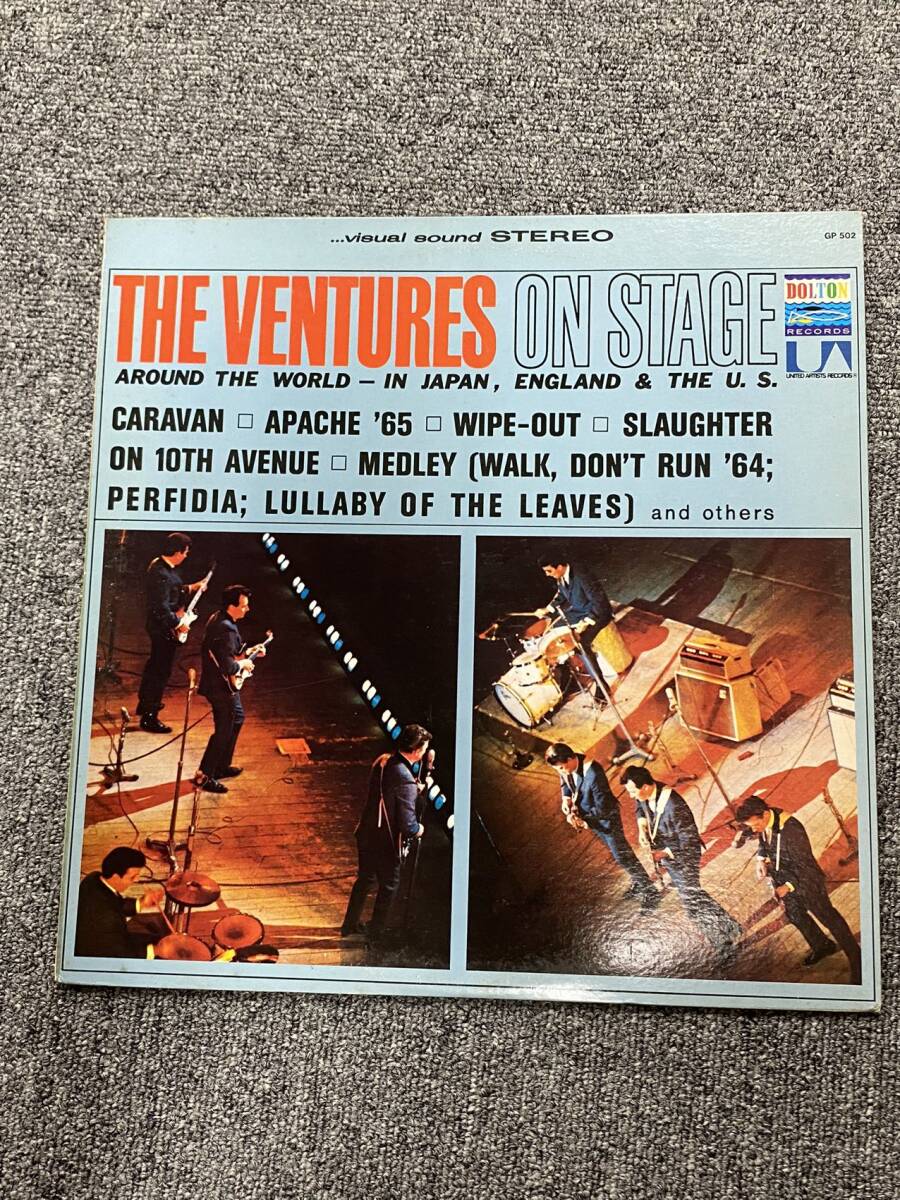 ...visual sound STEREO
GP 502
THE VENTURES ON STAGE
DOLTON
RECORDS
UA
UNITED ARTISTS RECORDS®
AROUND THE WORLD – IN JAPAN, ENGLAND & THE U. S.
CARAVAN □ APACHE '65 □ WIPE-OUT □ SLAUGHTER
ON 10TH AVENUE □ MEDLEY (WALK, DON'T RUN '64;
PERFIDIA; LULLABY OF THE LEAVES) and others